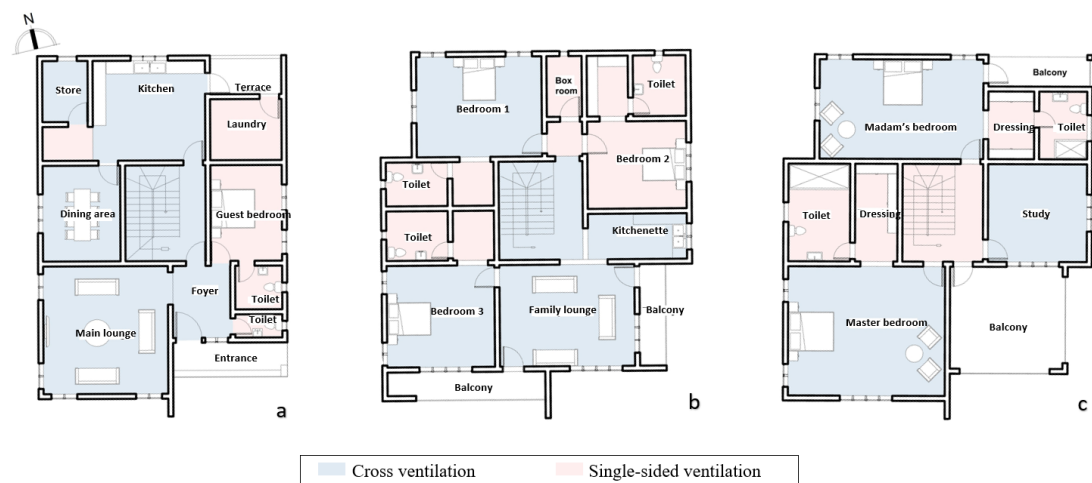 N
Store
Kitchen
Terrace
Laundry
Dining area
Guest bedroom
Foyer
Toilet
Toilet
Main lounge
Entrance
a
Bedroom 1
Box
room
Toilet
Bedroom 2
Toilet
Toilet
Kitchenette
Bedroom 3
Family lounge
Balcony
Balcony
b
Balcony
Madam's bedroom
Dressing
Toilet
Toilet
Dressing
Study
Master bedroom
Balcony
c
Cross ventilation
Single-sided ventilation